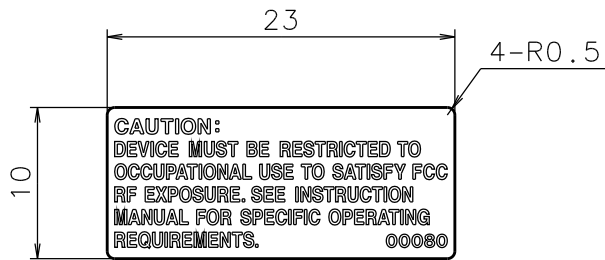 23
4-R0.5
10
CAUTION:
DEVICE MUST BE RESTRICTED TO
OCCUPATIONAL USE TO SATISFY FCC
RF EXPOSURE. SEE INSTRUCTION
MANUAL FOR SPECIFIC OPERATING
REQUIREMENTS. 00080